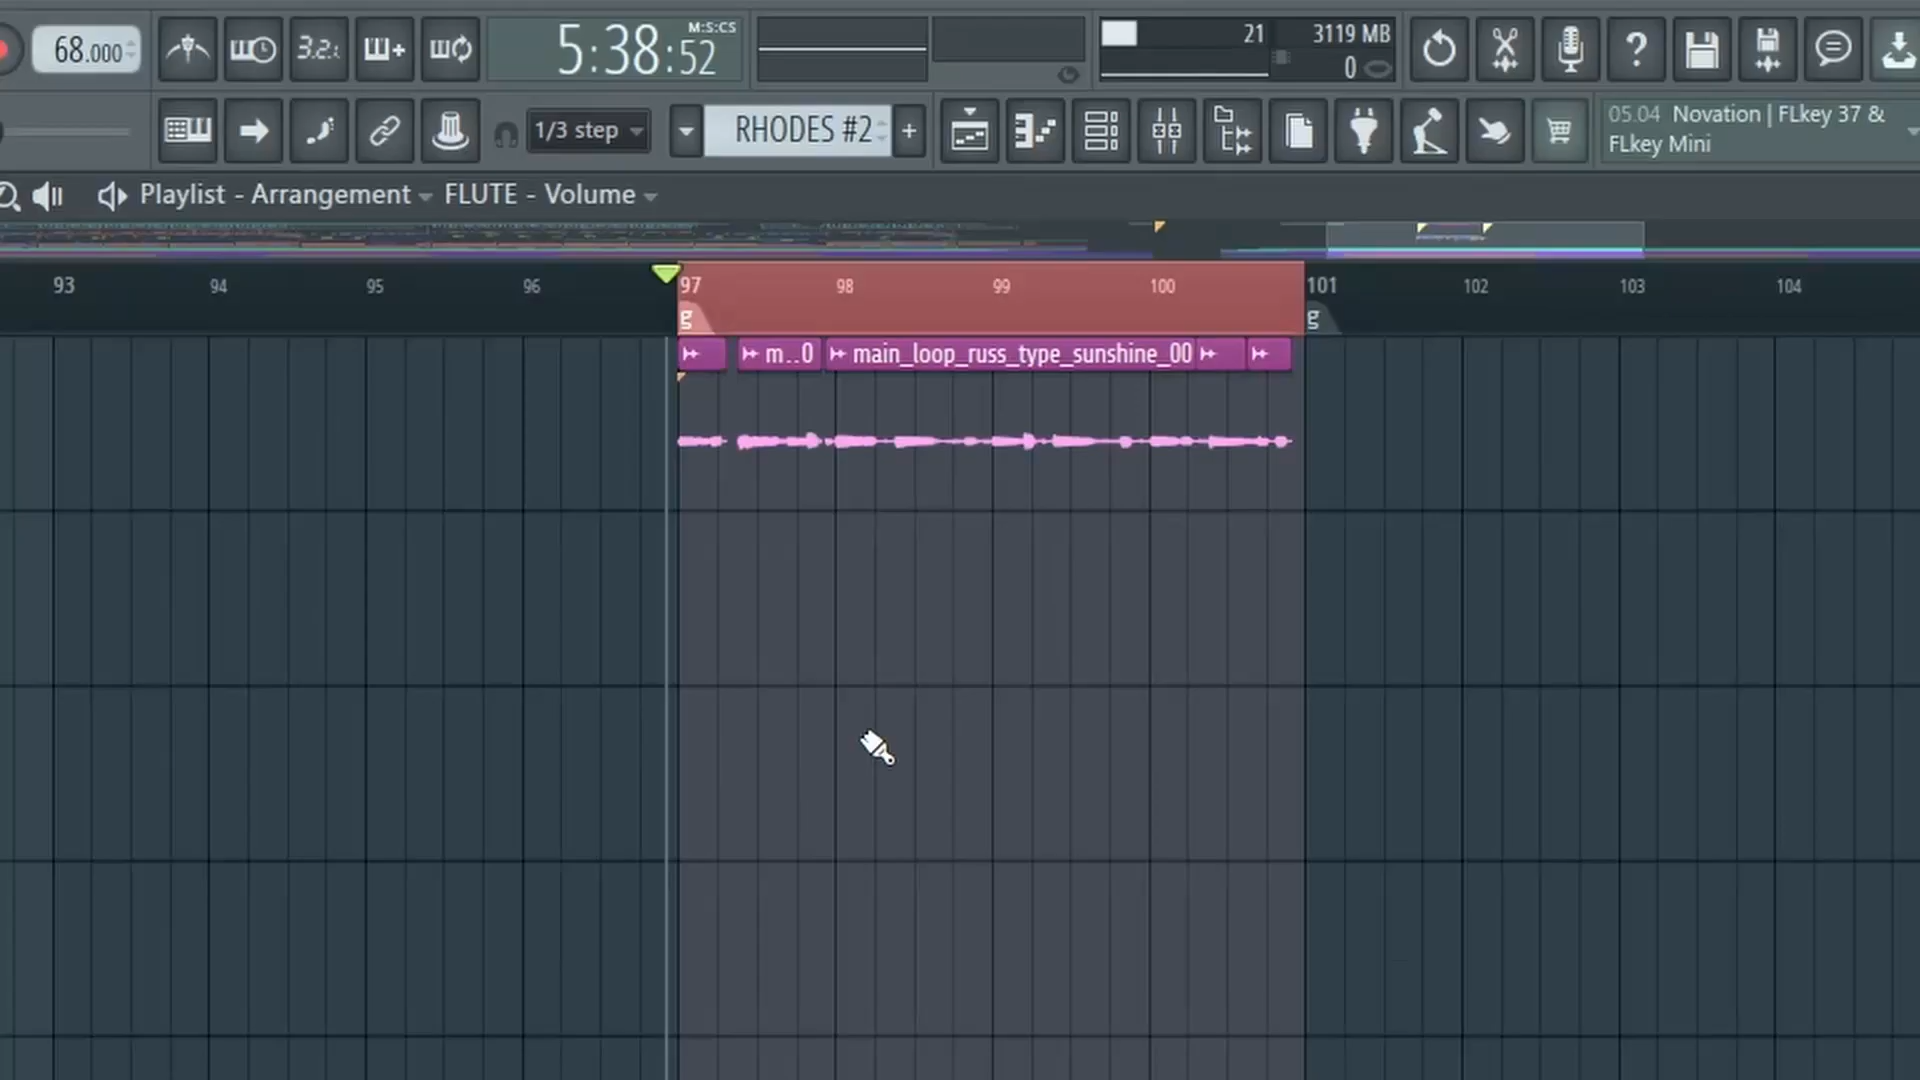 68.000
3.2.
5:38:52
M:S:CS
21
3119 MB
0
?
1/3 step
RHODES #2
+
05.04 Novation | FLkey 37 &
FLkey Mini
Playlist - Arrangement
FLUTE - Volume
93 94 95 96 97 98 99 100 101 102 103 104
g
g
m..0
main_loop_russ_type_sunshine_00